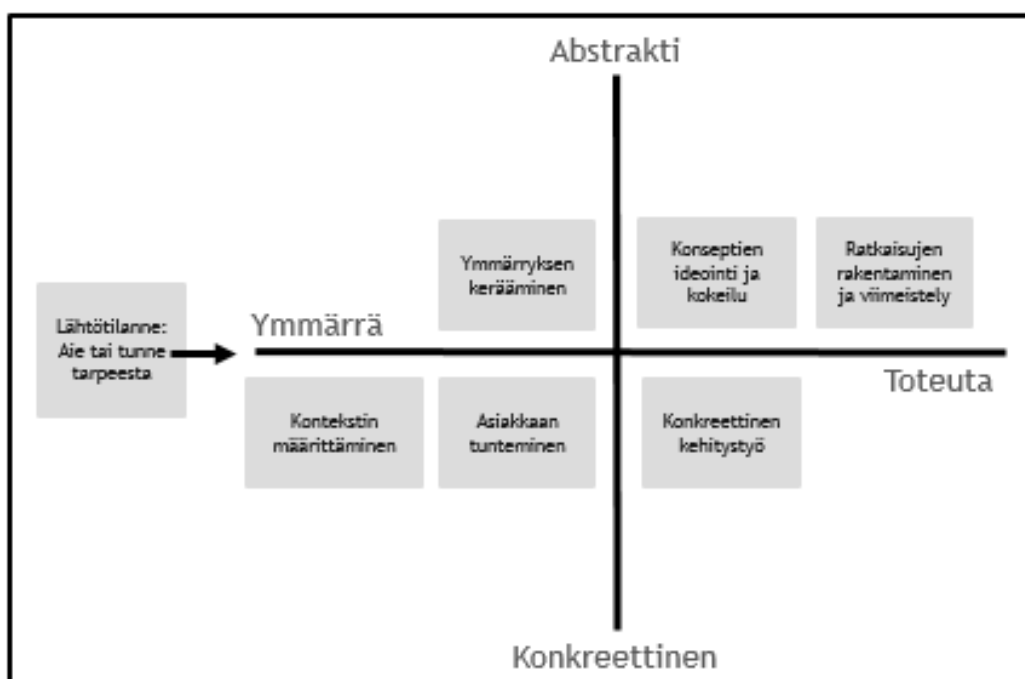 Abstrakti
Ymmärryksen
kerääminen
Konseptien
ideointi ja
kokeilu
Ratkaisujen
rakentaminen
ja viimeistely
Lähtötilanne:
Aie tai tunne
tarpeesta
Ymmärrä
Toteuta
Kontekstin
määrittäminen
Asiakkaan
tunteminen
Konkreettinen
kehitystyö
Konkreettinen